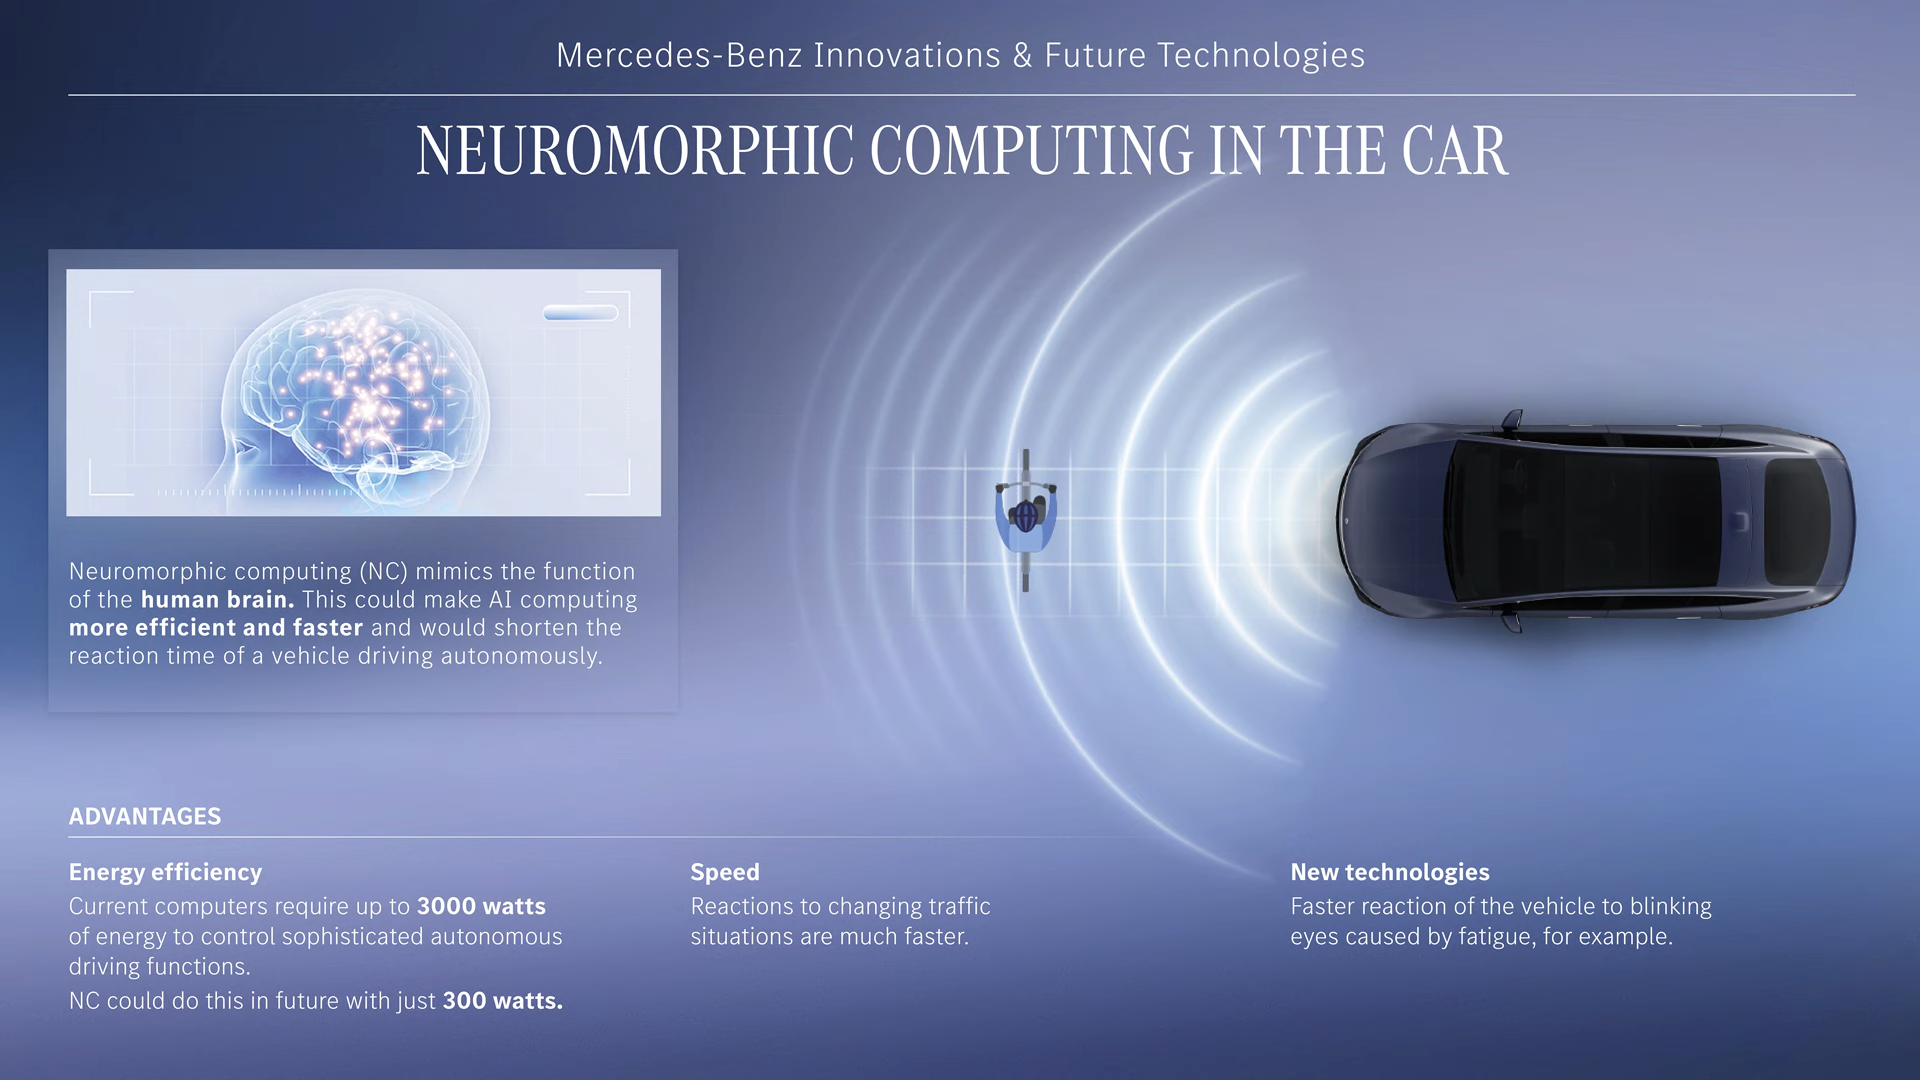 Mercedes-Benz Innovations & Future Technologies
NEUROMORPHIC COMPUTING IN THE CAR
Neuromorphic computing (NC) mimics the function
of the human brain. This could make AI computing
more efficient and faster and would shorten the
reaction time of a vehicle driving autonomously.
ADVANTAGES
Energy efficiency
Current computers require up to 3000 watts
of energy to control sophisticated autonomous
driving functions.
NC could do this in future with just 300 watts.
Speed
Reactions to changing traffic
situations are much faster.
New technologies
Faster reaction of the vehicle to blinking
eyes caused by fatigue, for example.